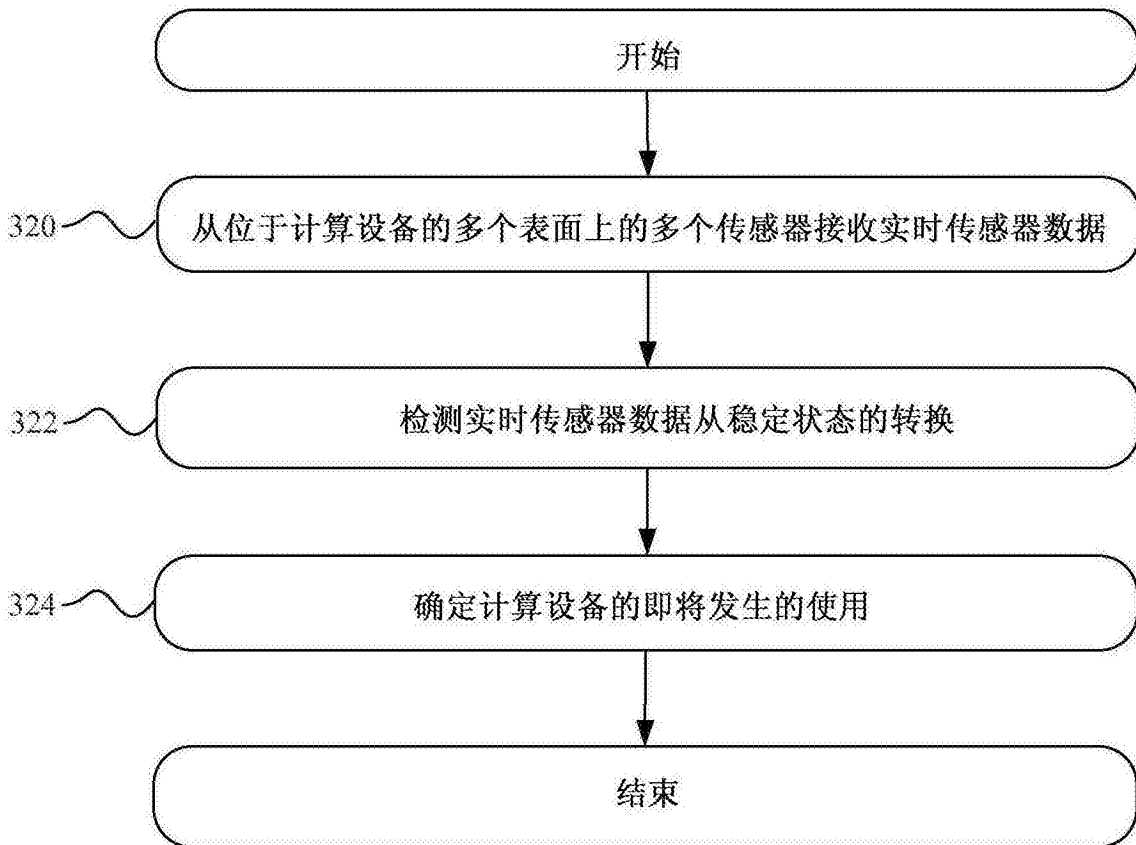 开始
320
从位于计算设备的多个表面上的多个传感器接收实时传感器数据
322
检测实时传感器数据从稳定状态的转换
324
确定计算设备的即将发生的使用
结束